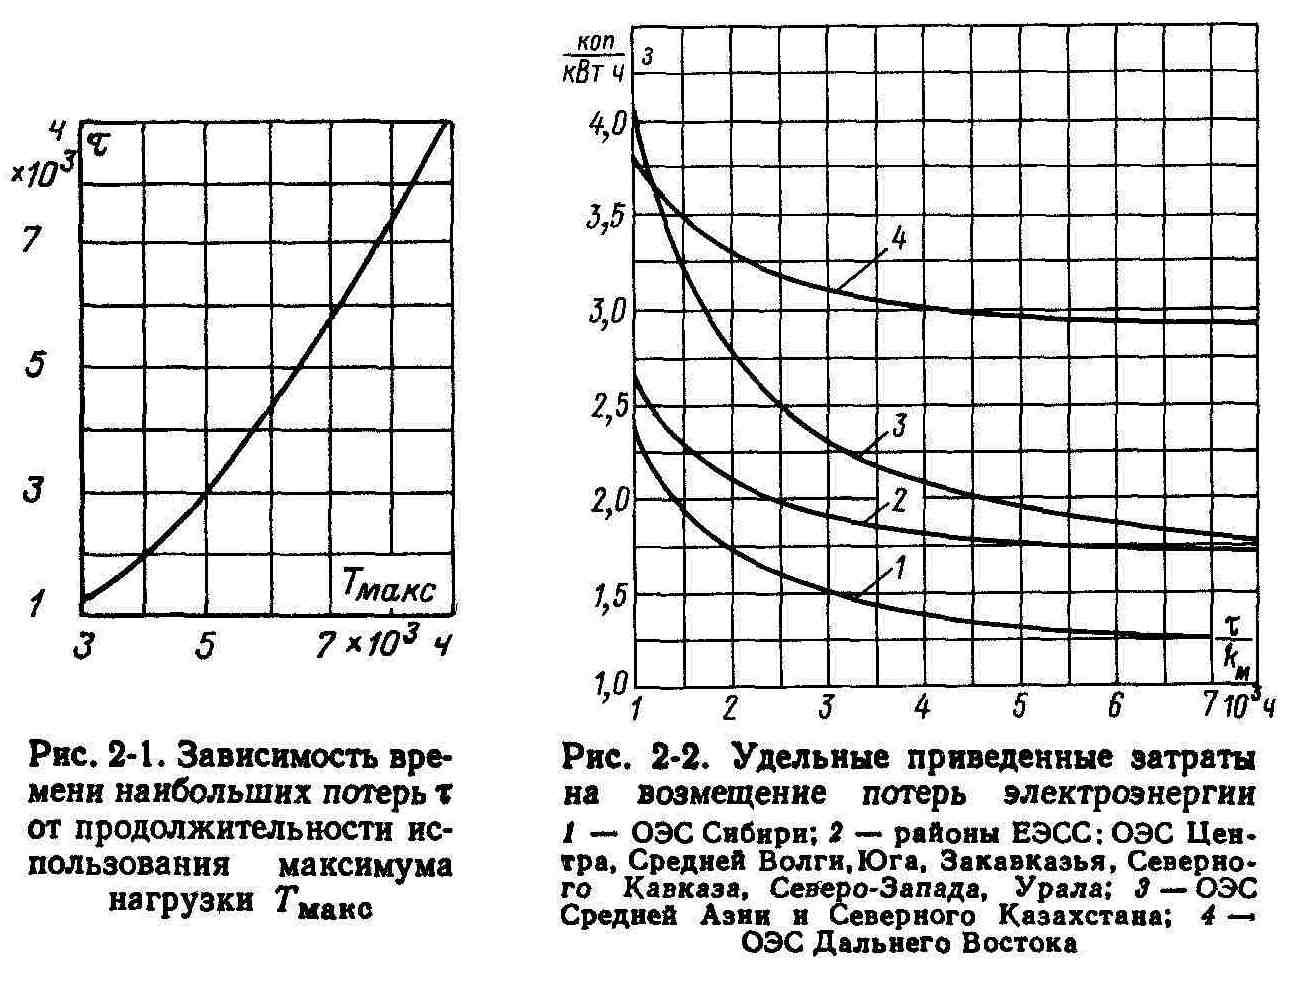 ч
×10³
τ
7
5
3
1
Tмакс
3 5 7×10³ ч
Рис. 2-1. Зависимость вре-
мени наибольших потерь τ
от продолжительности ис-
пользования максимума
нагрузки Tмакс
коп
кВт ч
З
4,0
3,5
3,0
2,5
2,0
1,5
1,0
4
3
2
1
τ
kм
1 2 3 4 5 6 7 10³ч
Рис. 2-2. Удельные приведенные затраты
на возмещение потерь электроэнергии
1 — ОЭС Сибири; 2 — районы ЕЭСС: ОЭС Цен-
тра, Средней Волги, Юга, Закавказья, Северно-
го Кавказа, Северо-Запада, Урала; 3 — ОЭС
Средней Азии и Северного Казахстана; 4 —
ОЭС Дальнего Востока